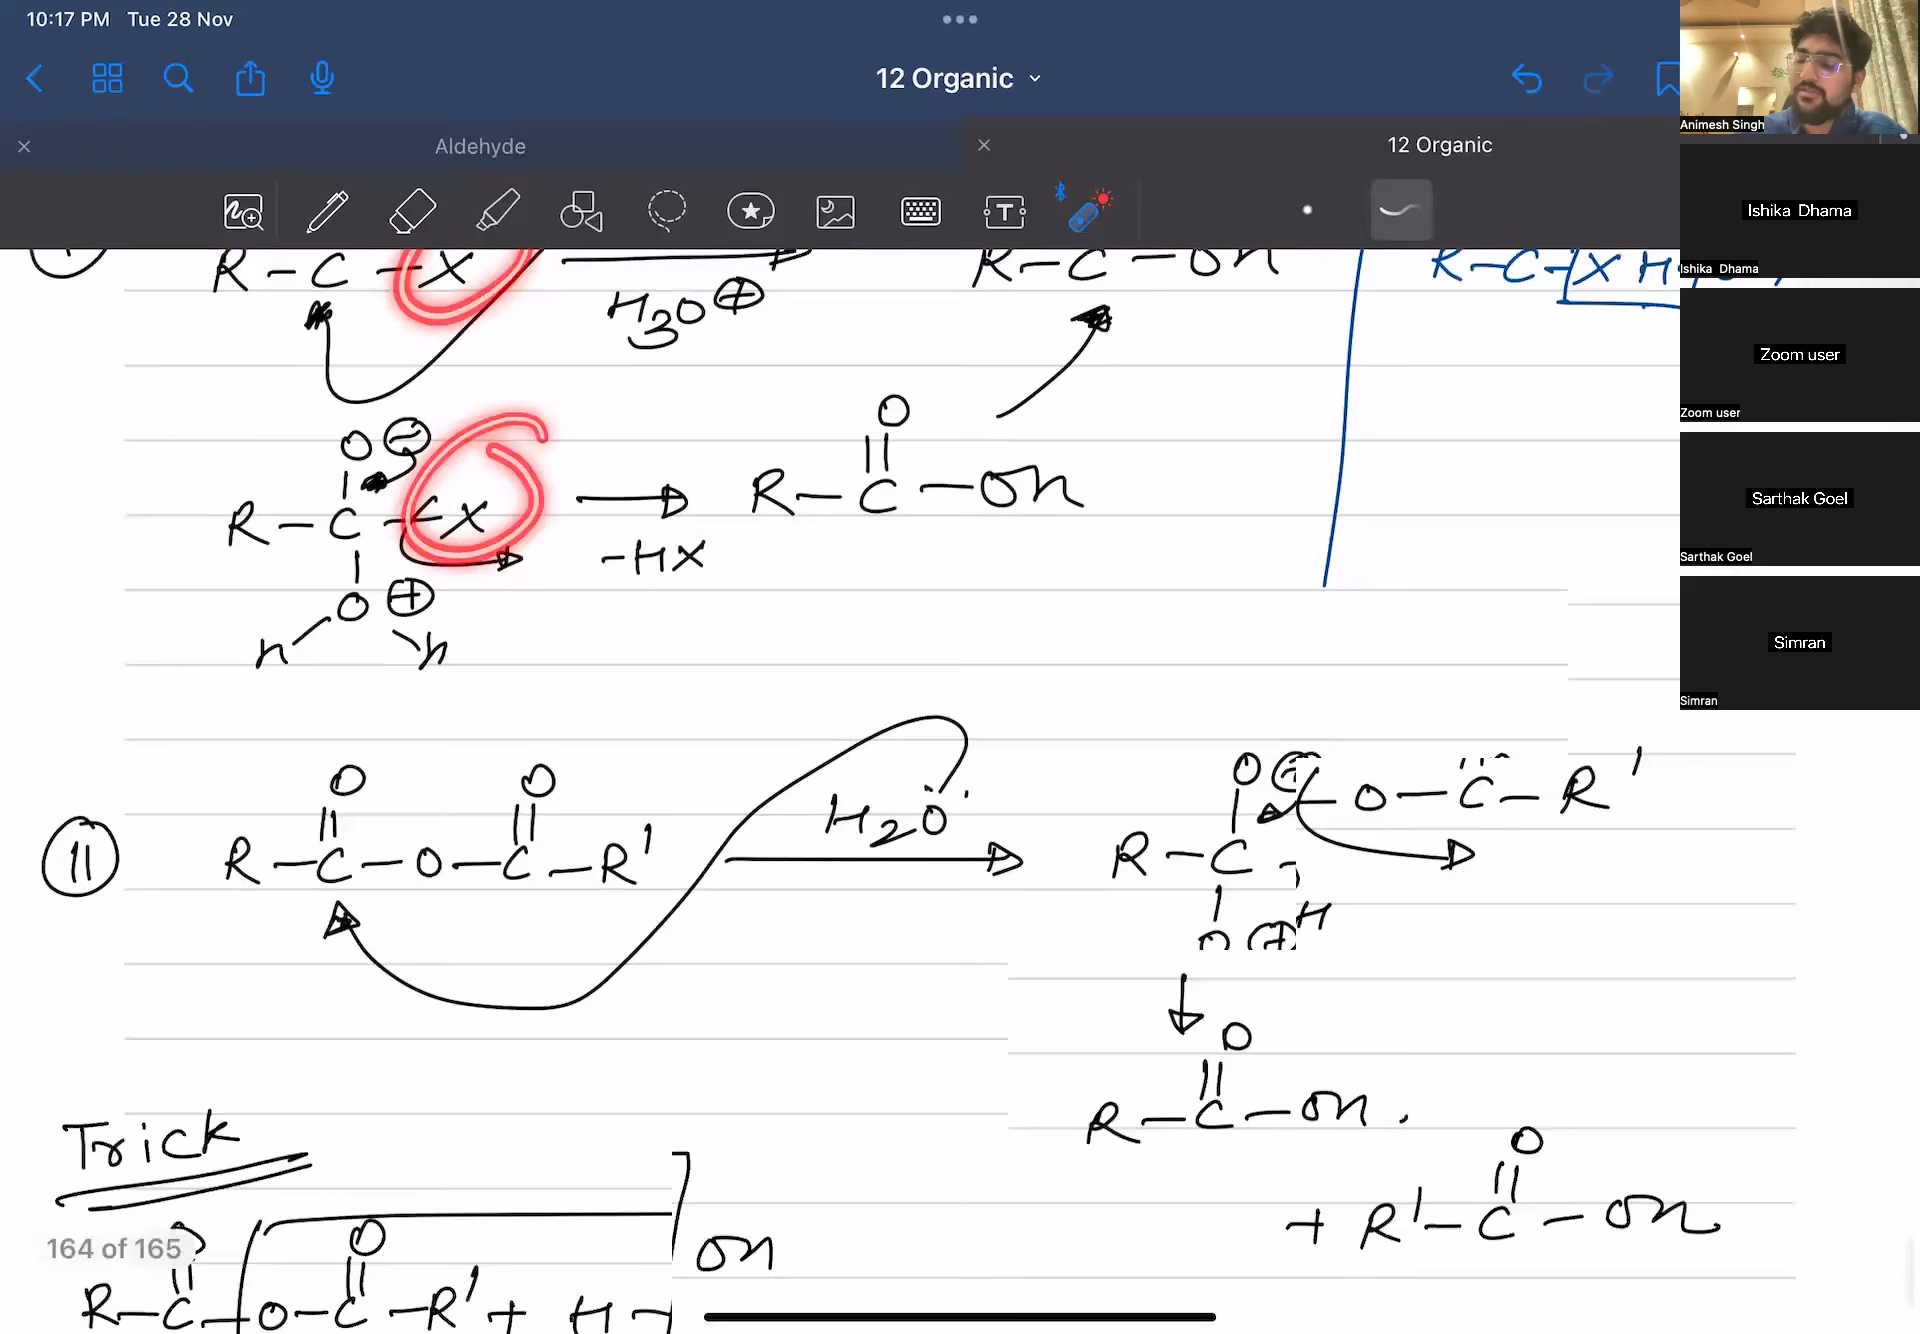 10:17 PM Tue 28 Nov
12 Organic
Aldehyde
12 Organic
Animesh Singh
Ishika Dhama
Ishika Dhama
Zoom user
Zoom user
Sarthak Goel
Sarthak Goel
Simran
Simran
R-C-X
H3O⊕
R-C-OH
R-C-X H
O⊖
R-C-X
O⊕
H H
-HX
O
R-C-OH
II
O O
R-C-O-C-R'
H2Ö
O
R-C-
O-C-R'
O⊕H
O
R-C-OH.
O
+ R'-C-OH
Trick
O O
R-C-O-C-R' + H-
OH
164 of 165